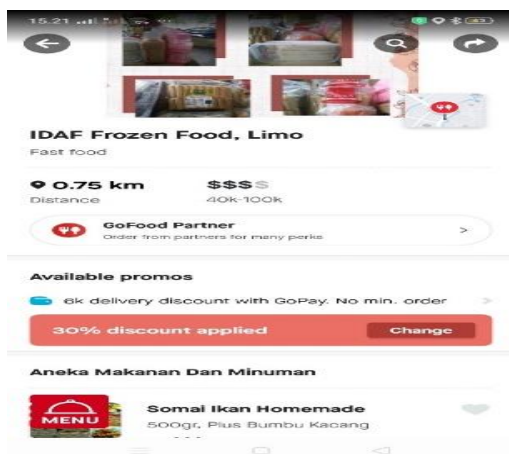 15.21
IDAF Frozen Food, Limo
Fast food
0.75 km
$$$$
Distance
40k-100k
GoFood Partner
Order from partners for many perks
Available promos
6k delivery discount with GoPay. No min. order
30% discount applied
Change
Aneka Makanan Dan Minuman
MENU
Somai Ikan Homemade
500gr, Plus Bumbu Kacang